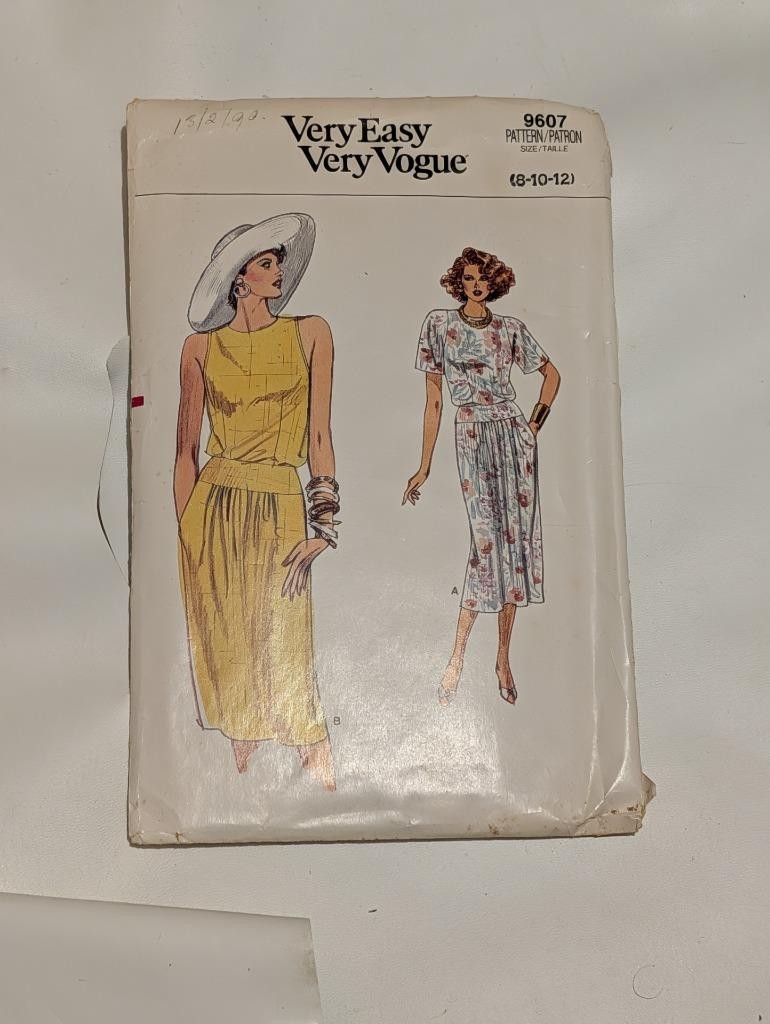 13/2/90.
Very Easy
Very Vogue
9607
PATTERN/PATRON
SIZE/TAILLE
(8-10-12)
A
B